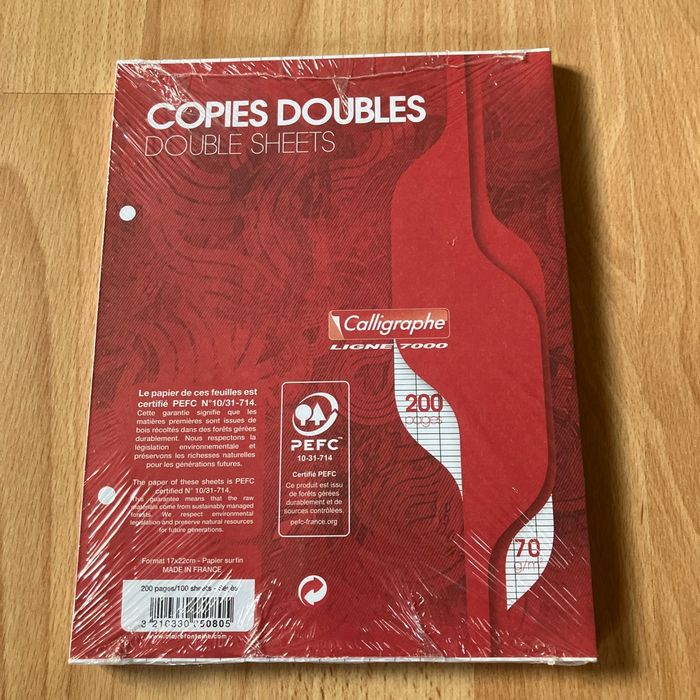 COPIES DOUBLES
DOUBLE SHEETS
Calligraphe
LIGNE 7000
200
pages
70
g/m²
Le papier de ces feuilles est
certifié PEFC N°10/31-714.
Cette garantie signifie que les
matières premières sont issues de
bois récoltés dans des forêts gérées
durablement. Nous respectons la
législation environnementale et
préservons les richesses naturelles
pour les générations futures.
The paper of these sheets is PEFC
certified N° 10/31-714.
This guarantee means that the raw
materials come from sustainably managed
forests. We respect environmental
legislation and preserve natural resources
for future generations.
PEFC™
10-31-714
Certifié PEFC
Ce produit est issu
de forêts gérées
durablement et de
sources contrôlées.
pefc-france.org
Format 17x22cm - Papier surfin
MADE IN FRANCE
200 pages/100 sheets - Séyès
3 210330 050805
www.clairefontaine.com